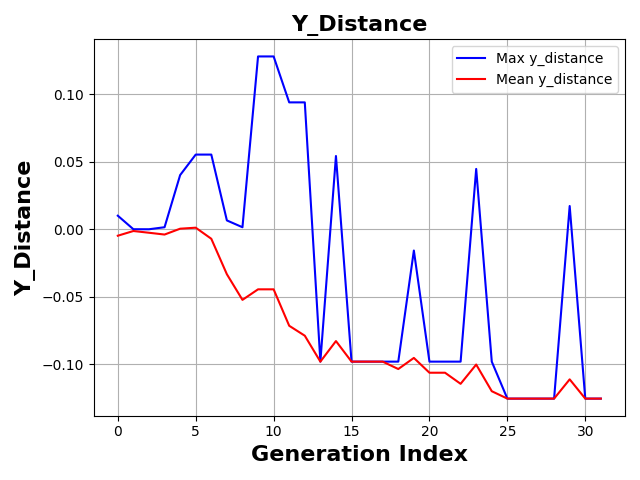 Y_Distance
Max y_distance
Mean y_distance
Y_Distance
0.10
0.05
0.00
−0.05
−0.10
0 5 10 15 20 25 30
Generation Index